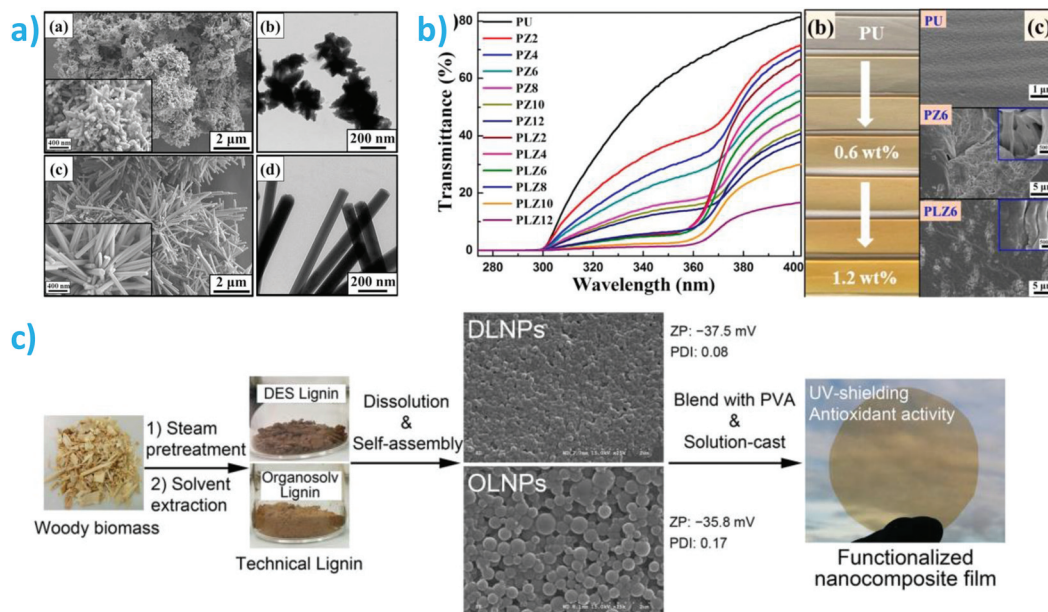 a)
(a)
400 nm
2 μm
(b)
200 nm
(c)
400 nm
2 μm
(d)
200 nm
b)
Transmittance (%)
80
60
40
20
0
PU
PZ2
PZ4
PZ6
PZ8
PZ10
PZ12
PLZ2
PLZ4
PLZ6
PLZ8
PLZ10
PLZ12
280
300
320
340
360
380
400
Wavelength (nm)
(b)
PU
0.6 wt%
1.2 wt%
(c)
PU
1 μm
PZ6
5 μm
PLZ6
5 μm
c)
Woody biomass
1) Steam
pretreatment
2) Solvent
extraction
DES Lignin
Organosolv
Lignin
Technical Lignin
Dissolution
&
Self-assembly
DLNPs
ZP: −37.5 mV
PDI: 0.08
OLNPs
ZP: −35.8 mV
PDI: 0.17
Blend with PVA
&
Solution-cast
UV-shielding
Antioxidant activity
Functionalized
nanocomposite film